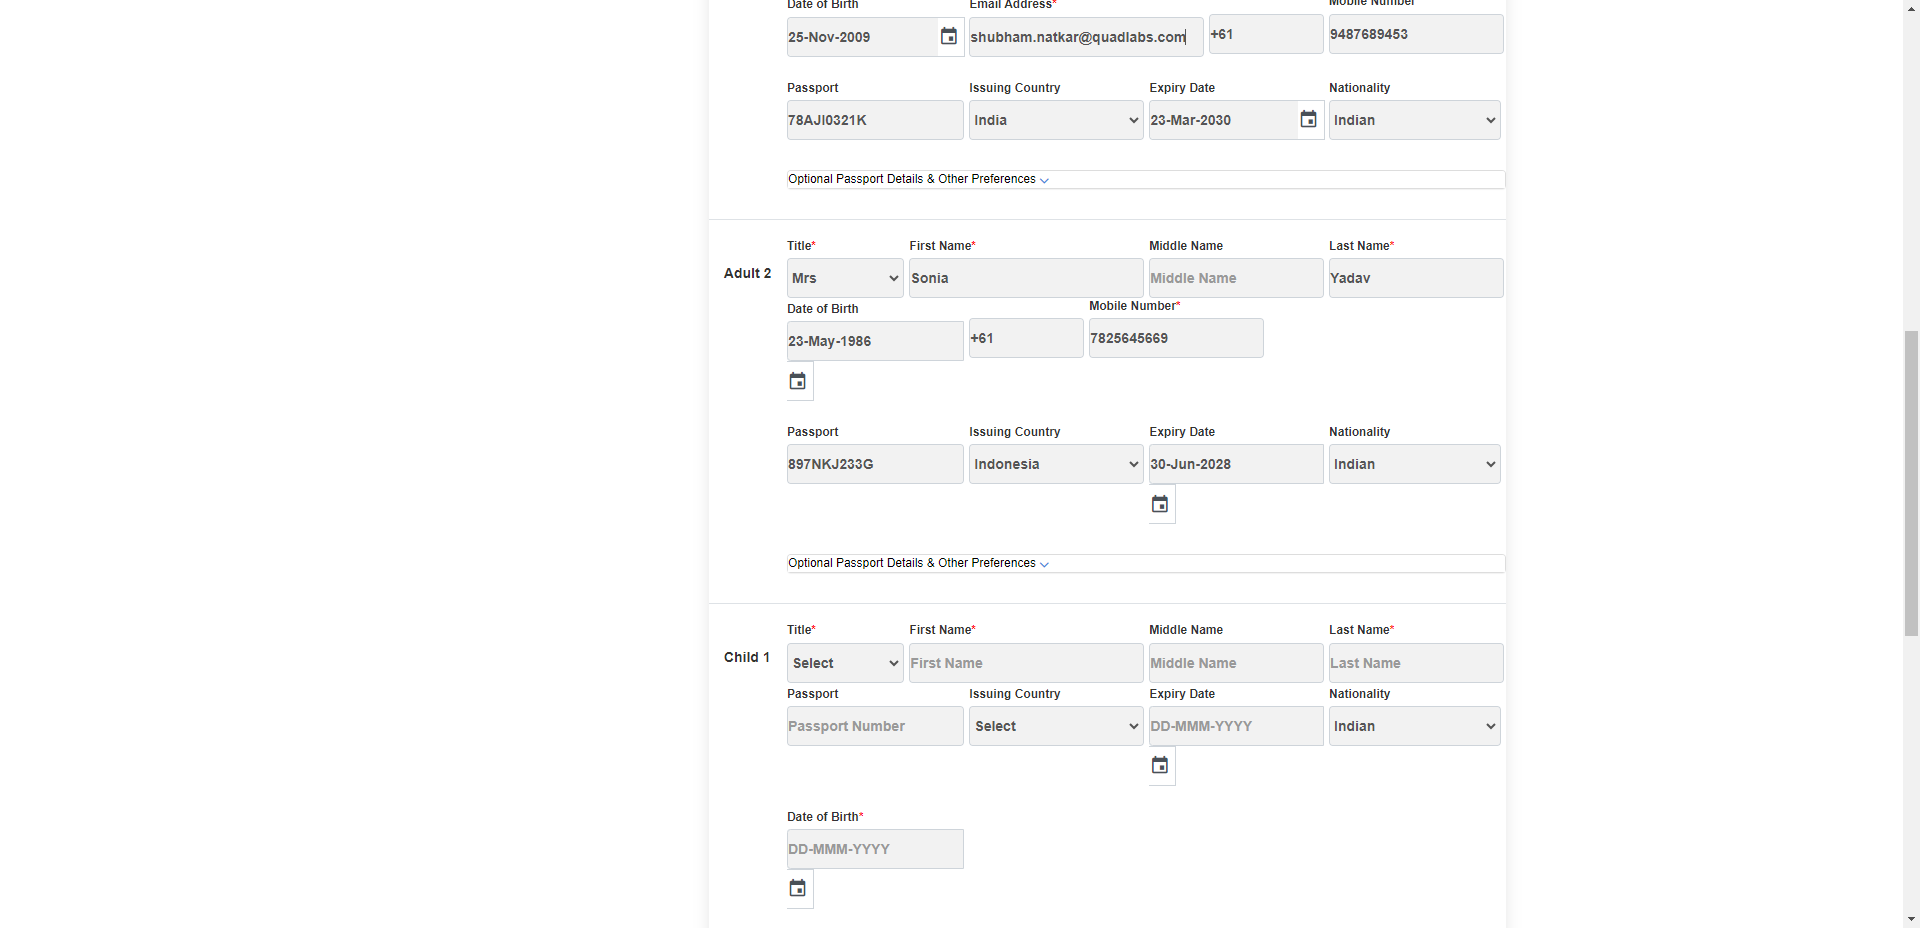 Date of Birth Email Address* Mobile Number
25-Nov-2009 shubham.natkar@quadlabs.com +61 9487689453
Passport Issuing Country Expiry Date Nationality
78AJI0321K India 23-Mar-2030 Indian
Optional Passport Details & Other Preferences
Title* First Name* Middle Name Last Name*
Adult 2 Mrs Sonia Middle Name Yadav
Date of Birth Mobile Number*
23-May-1986 +61 7825645669
Passport Issuing Country Expiry Date Nationality
897NKJ233G Indonesia 30-Jun-2028 Indian
Optional Passport Details & Other Preferences
Title* First Name* Middle Name Last Name*
Child 1 Select First Name Middle Name Last Name
Passport Issuing Country Expiry Date Nationality
Passport Number Select DD-MMM-YYYY Indian
Date of Birth*
DD-MMM-YYYY